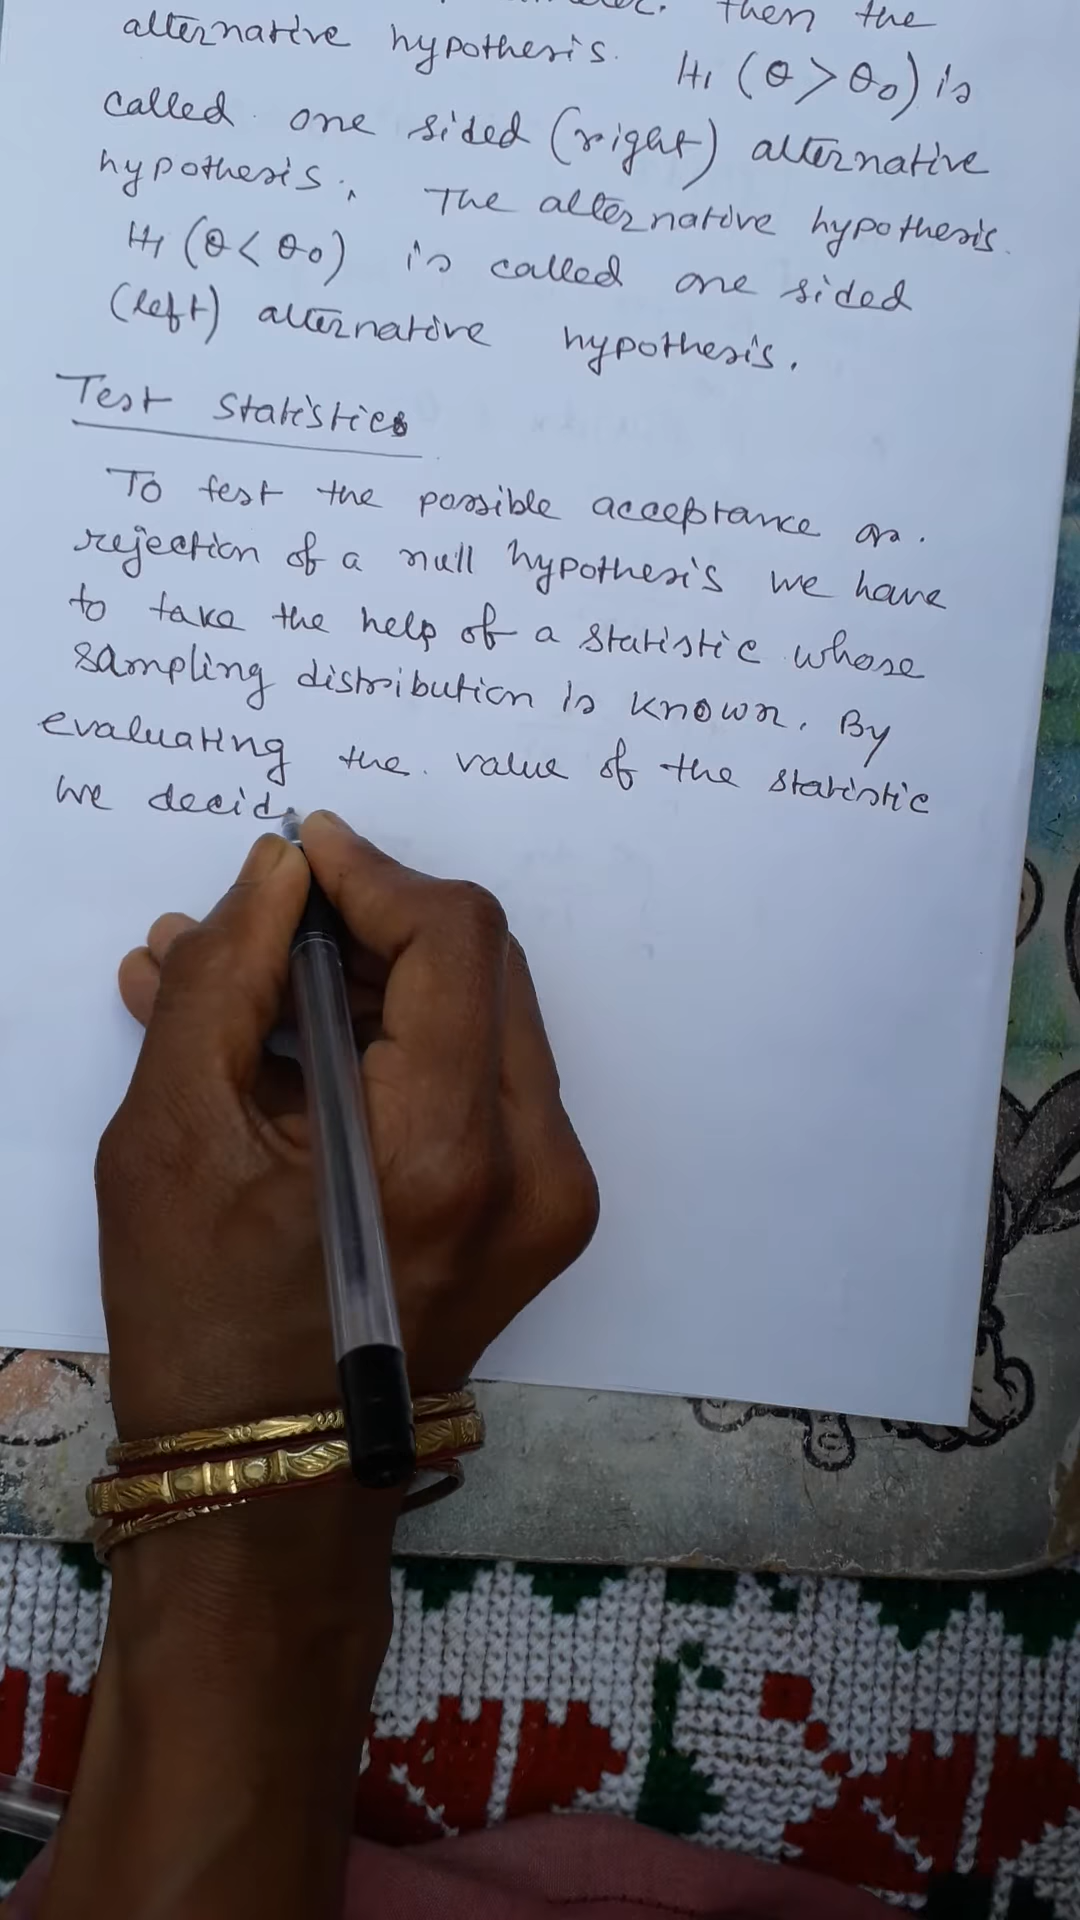 then the
alternative hypothesis. H1 (θ > θ0) is
called one sided (right) alternative
hypothesis, The alternative hypothesis.
H1 (θ < θ0) is called one sided
(left) alternative hypothesis.
Test Statistics
To test the possible acceptance or.
rejection of a null hypothesis we have
to take the help of a statistic whose
sampling distribution is known. By
evaluating the value of the statistic
we decid